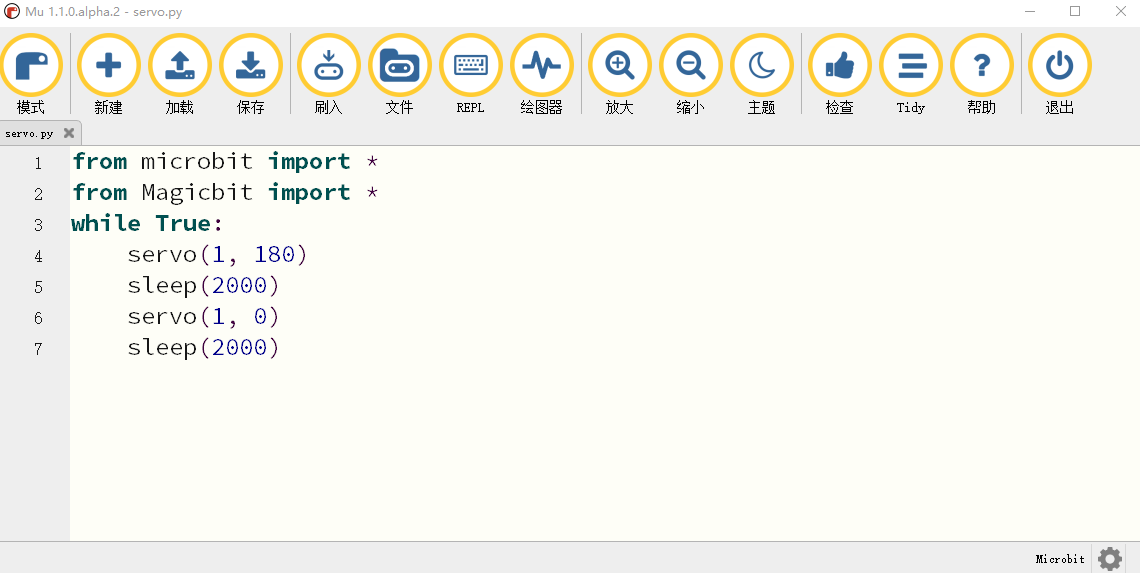 Mu 1.1.0.alpha.2 - servo.py
模式 新建 加载 保存 刷入 文件 REPL 绘图器 放大 缩小 主题 检查 Tidy 帮助 退出
servo.py
1 from microbit import *
2 from Magicbit import *
3 while True:
4     servo(1, 180)
5     sleep(2000)
6     servo(1, 0)
7     sleep(2000)
Microbit